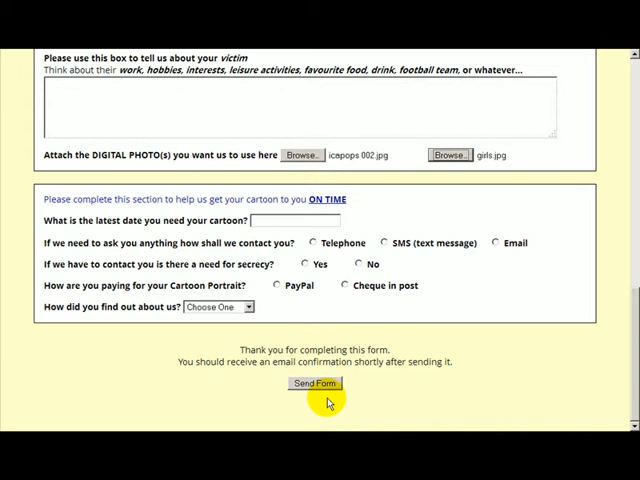 Please use this box to tell us about your victim
Think about their work, hobbies, interests, leisure activities, favourite food, drink, football team, or whatever...
Attach the DIGITAL PHOTO(s) you want us to use here Browse.. icapops 002.jpg Browse.. girls.jpg
Please complete this section to help us get your cartoon to you ON TIME
What is the latest date you need your cartoon?
If we need to ask you anything how shall we contact you? Telephone SMS (text message) Email
If we have to contact you is there a need for secrecy? Yes No
How are you paying for your Cartoon Portrait? PayPal Cheque in post
How did you find out about us? Choose One
Thank you for completing this form.
You should receive an email confirmation shortly after sending it.
Send Form